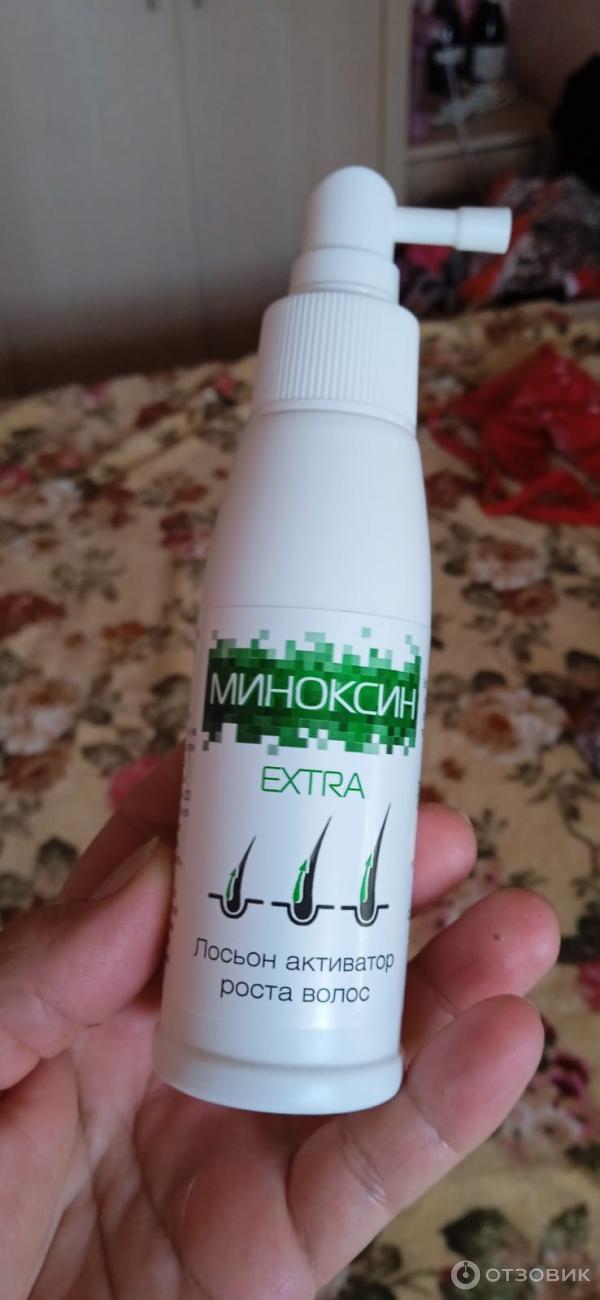 МИНОКСИН
EXTRA
Лосьон активатор
роста волос
ОТЗОВИК